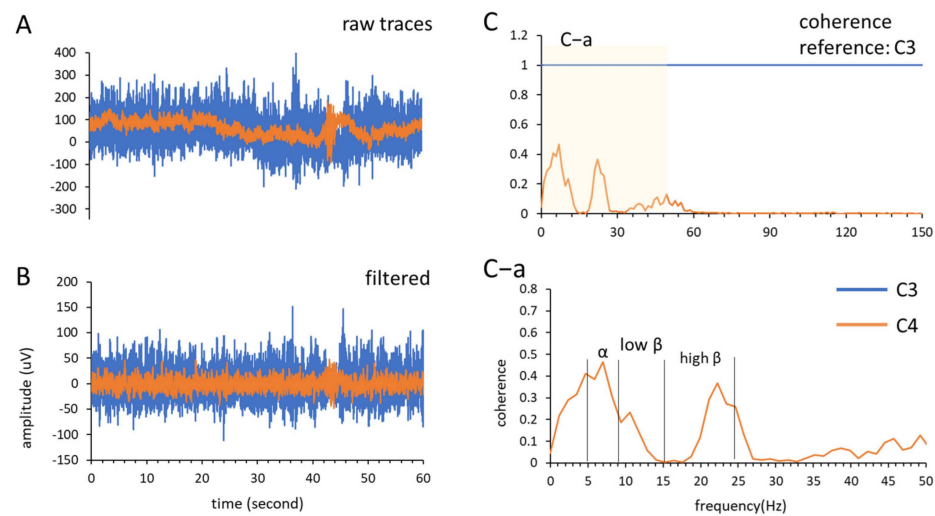 A
raw traces
400
300
200
100
0
-100
-200
-300
0 10 20 30 40 50 60
B
filtered
200
150
100
50
0
-50
-100
-150
amplitude (uV)
0 10 20 30 40 50 60
time (second)
C
coherence
reference: C3
C−a
1.2
1
0.8
0.6
0.4
0.2
0
0 30 60 90 120 150
C−a
C3
C4
0.8
0.7
0.6
0.5
0.4
0.3
0.2
0.1
0
coherence
α
low β
high β
0 5 10 15 20 25 30 35 40 45 50
frequency(Hz)